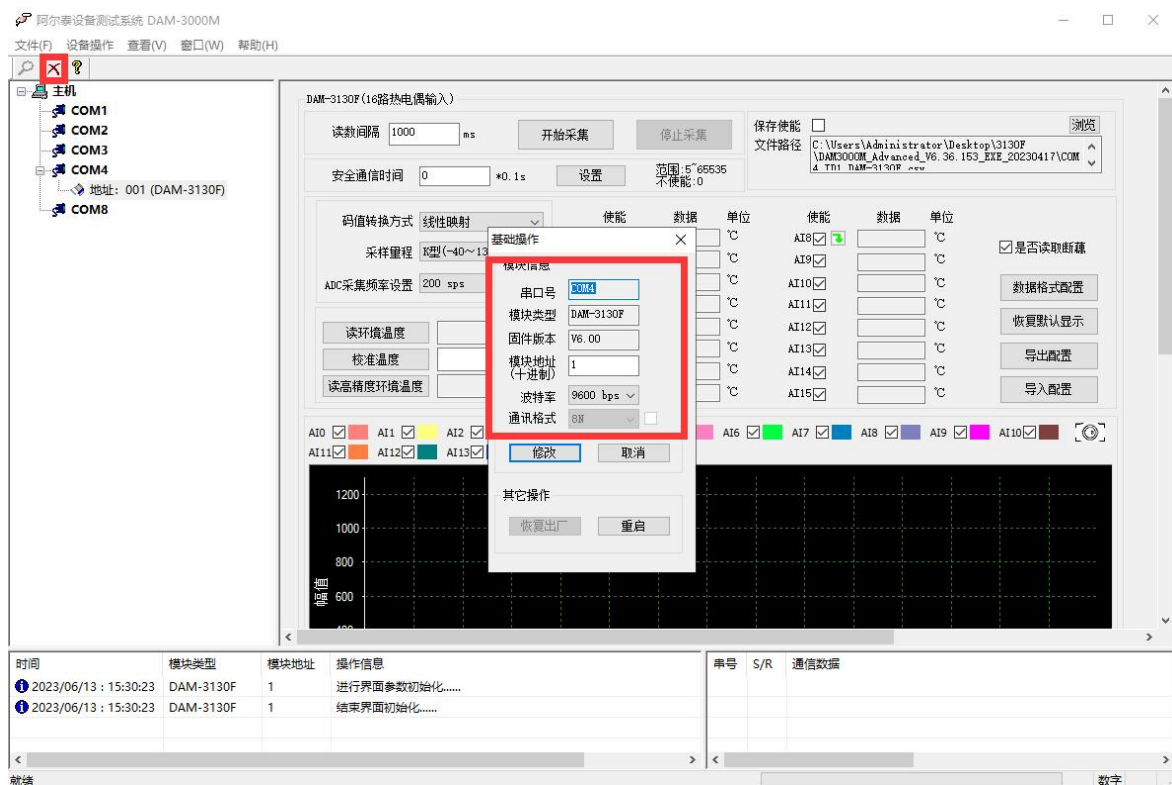 阿尔泰设备测试系统 DAM-3000M
文件(F) 设备操作 查看(V) 窗口(W) 帮助(H)
主机
COM1
COM2
COM3
COM4
地址：001 (DAM-3130F)
COM8
DAM-3130F(16路热电偶输入)
读数间隔 1000 ms 开始采集 停止采集
安全通信时间 0 *0.1s 设置 范围:5~65535
不使能:0
保存使能 浏览
文件路径 C:\Users\Administrator\Desktop\3130F
\DAM3000M_Advanced_V6.36.153_EXE_20230417\COM
4_ID1_DAM-3130F.csv
码值转换方式 线性映射
采样量程 K型(-40～13
ADC采集频率设置 200 sps
读环境温度
校准温度
读高精度环境温度
使能 数据 单位 使能 数据 单位
℃ AI8 ℃
℃ AI9 ℃
℃ AI10 ℃
℃ AI11 ℃
℃ AI12 ℃
℃ AI13 ℃
℃ AI14 ℃
℃ AI15 ℃
是否读取断耦
数据格式配置
恢复默认显示
导出配置
导入配置
基础操作
模块信息
串口号 COM4
模块类型 DAM-3130F
固件版本 V6.00
模块地址
(十进制) 1
波特率 9600 bps
通讯格式 8N
修改 取消
其它操作
恢复出厂 重启
AI0 AI1 AI2 AI6 AI7 AI8 AI9 AI10
AI11 AI12 AI13
1200
1000
800
600
400
幅值
时间 模块类型 模块地址 操作信息
2023/06/13 : 15:30:23 DAM-3130F 1 进行界面参数初始化......
2023/06/13 : 15:30:23 DAM-3130F 1 结束界面初始化......
串号 S/R 通信数据
就绪 数字